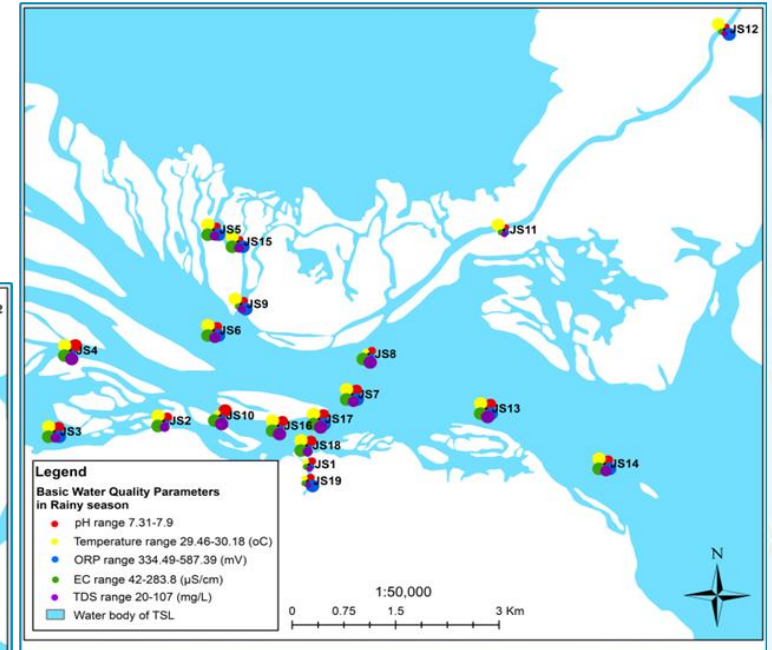 JS12
JS5
JS15
JS11
JS9
JS6
JS4
JS8
JS7
JS13
JS10
JS2
JS17
JS16
JS3
JS18
JS1
JS14
JS19
Legend
Basic Water Quality Parameters
in Rainy season
pH range 7.31-7.9
Temperature range 29.46-30.18 (oC)
ORP range 334.49-587.39 (mV)
EC range 42-283.8 (µS/cm)
TDS range 20-107 (mg/L)
Water body of TSL
1:50,000
0 0.75 1.5 3 Km
N
2